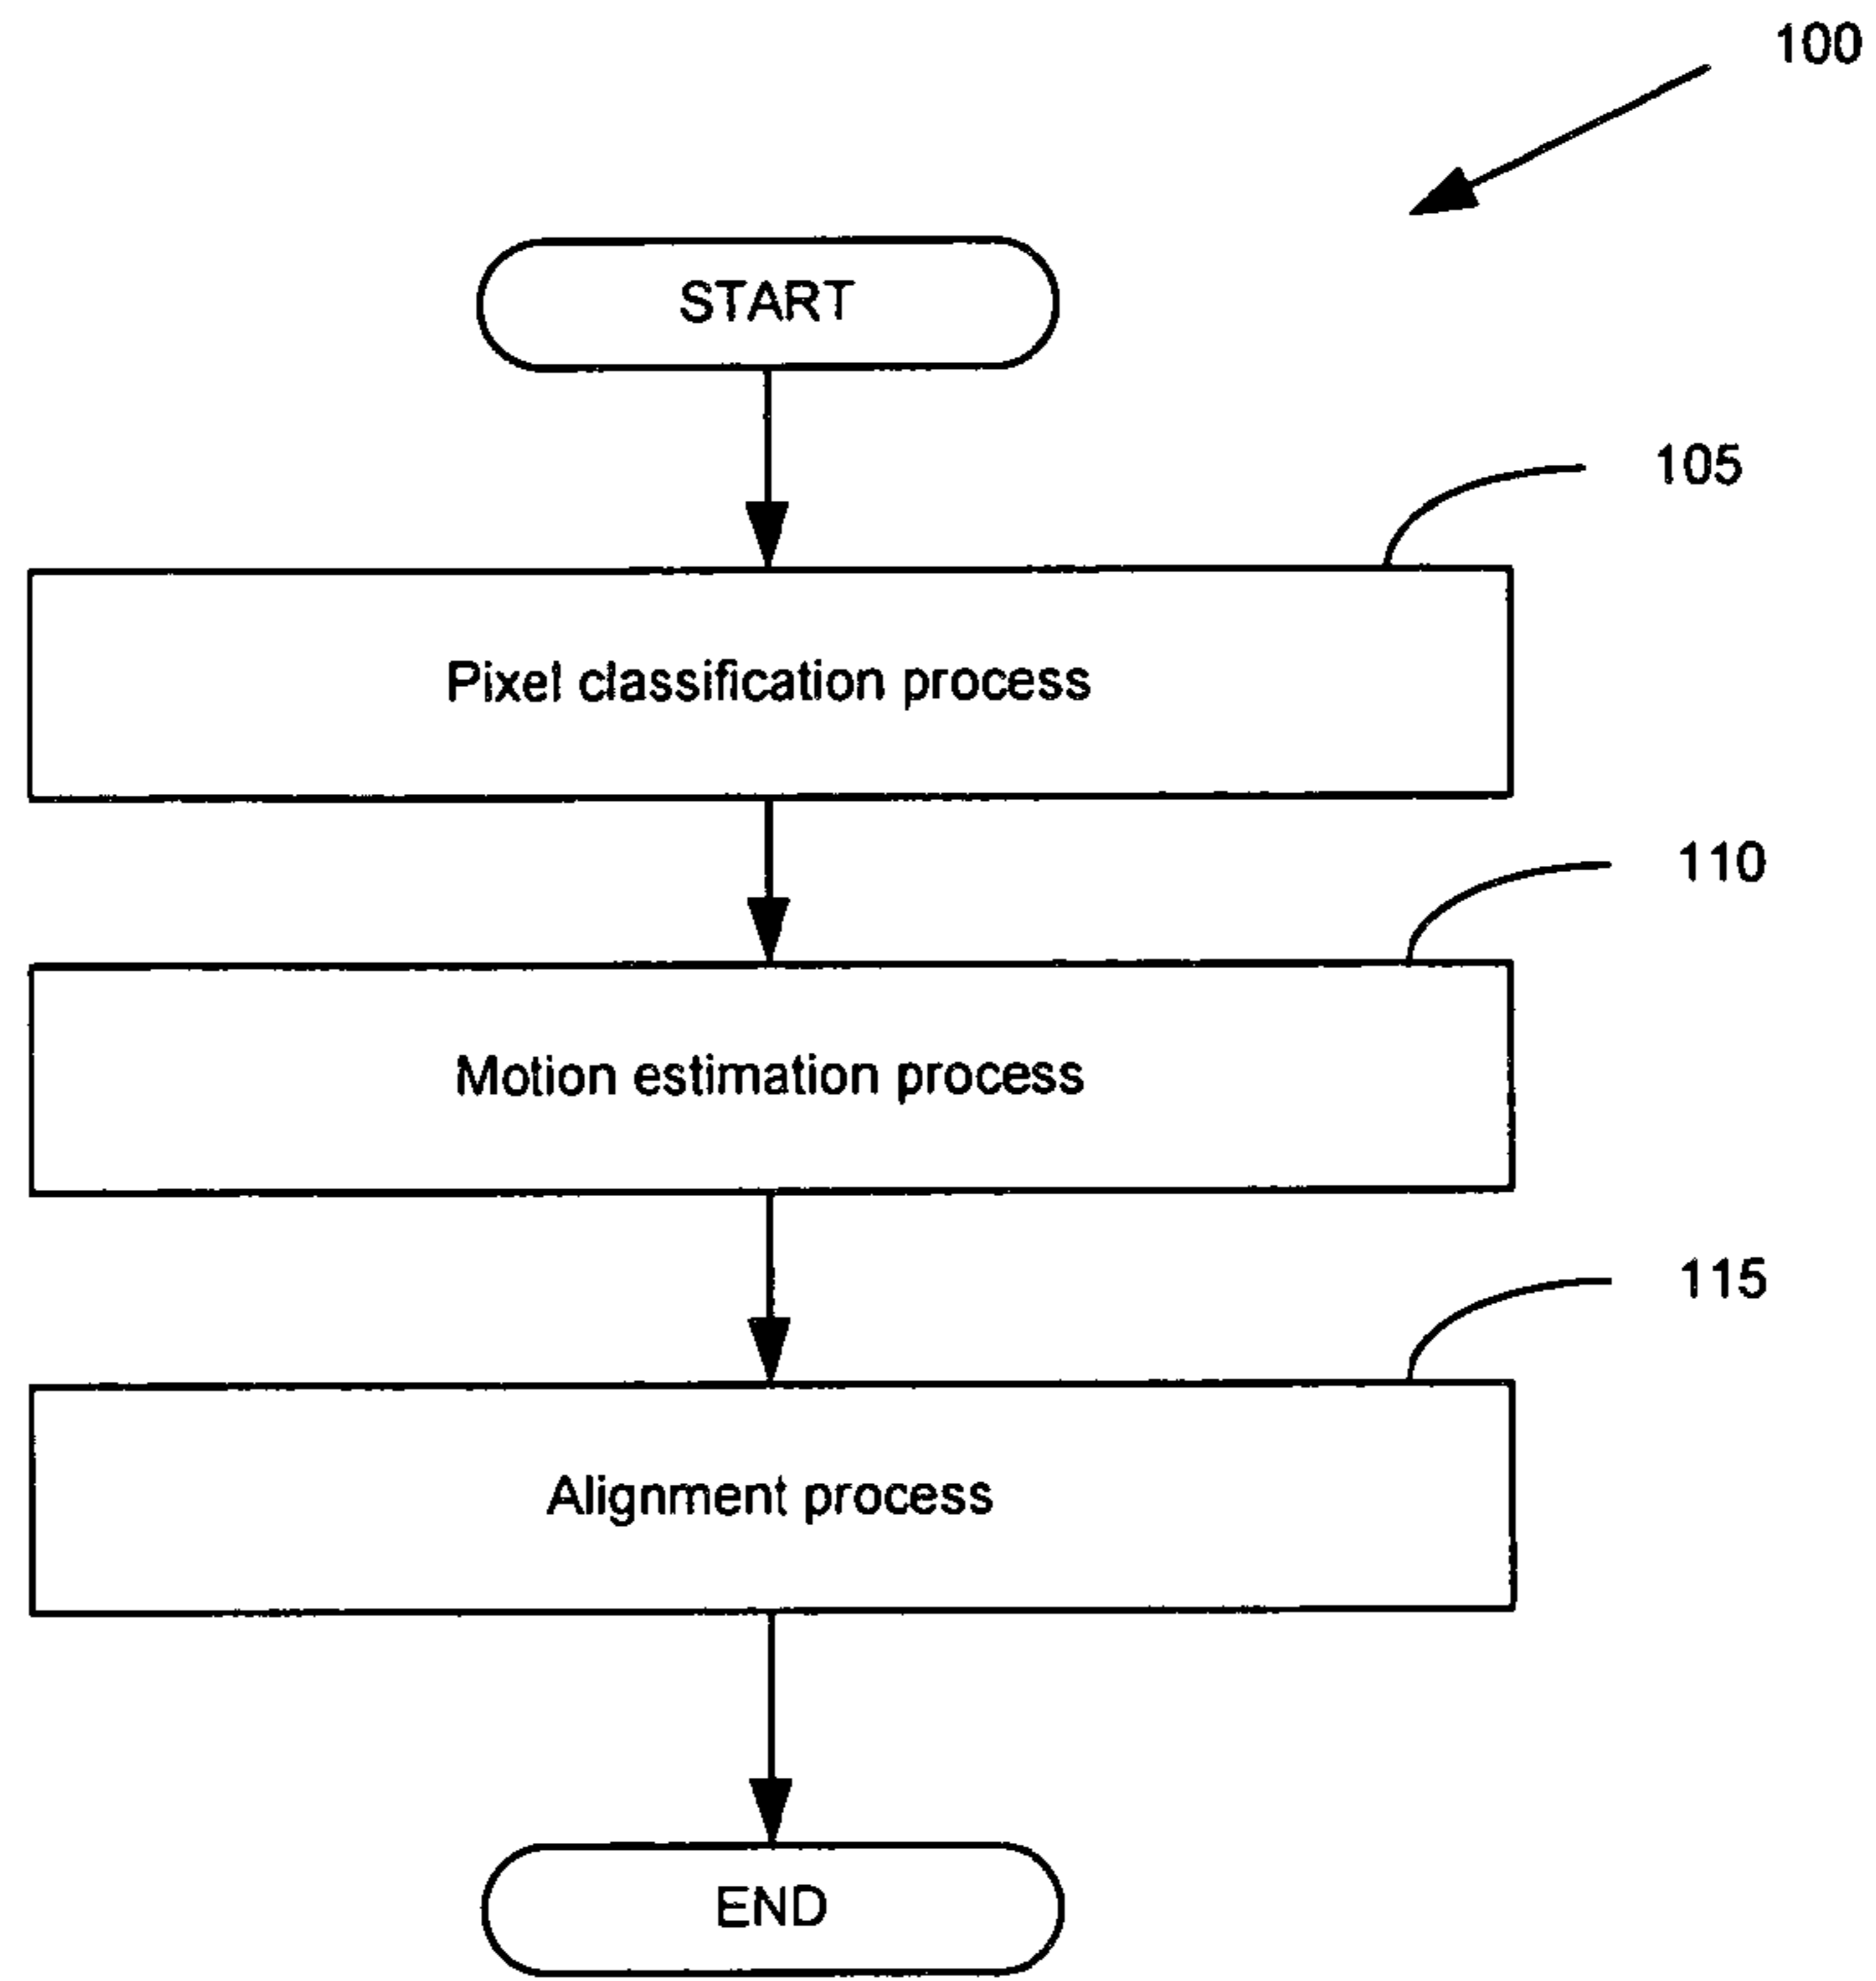 100
START
105
Pixel classification process
110
Motion estimation process
115
Alignment process
END